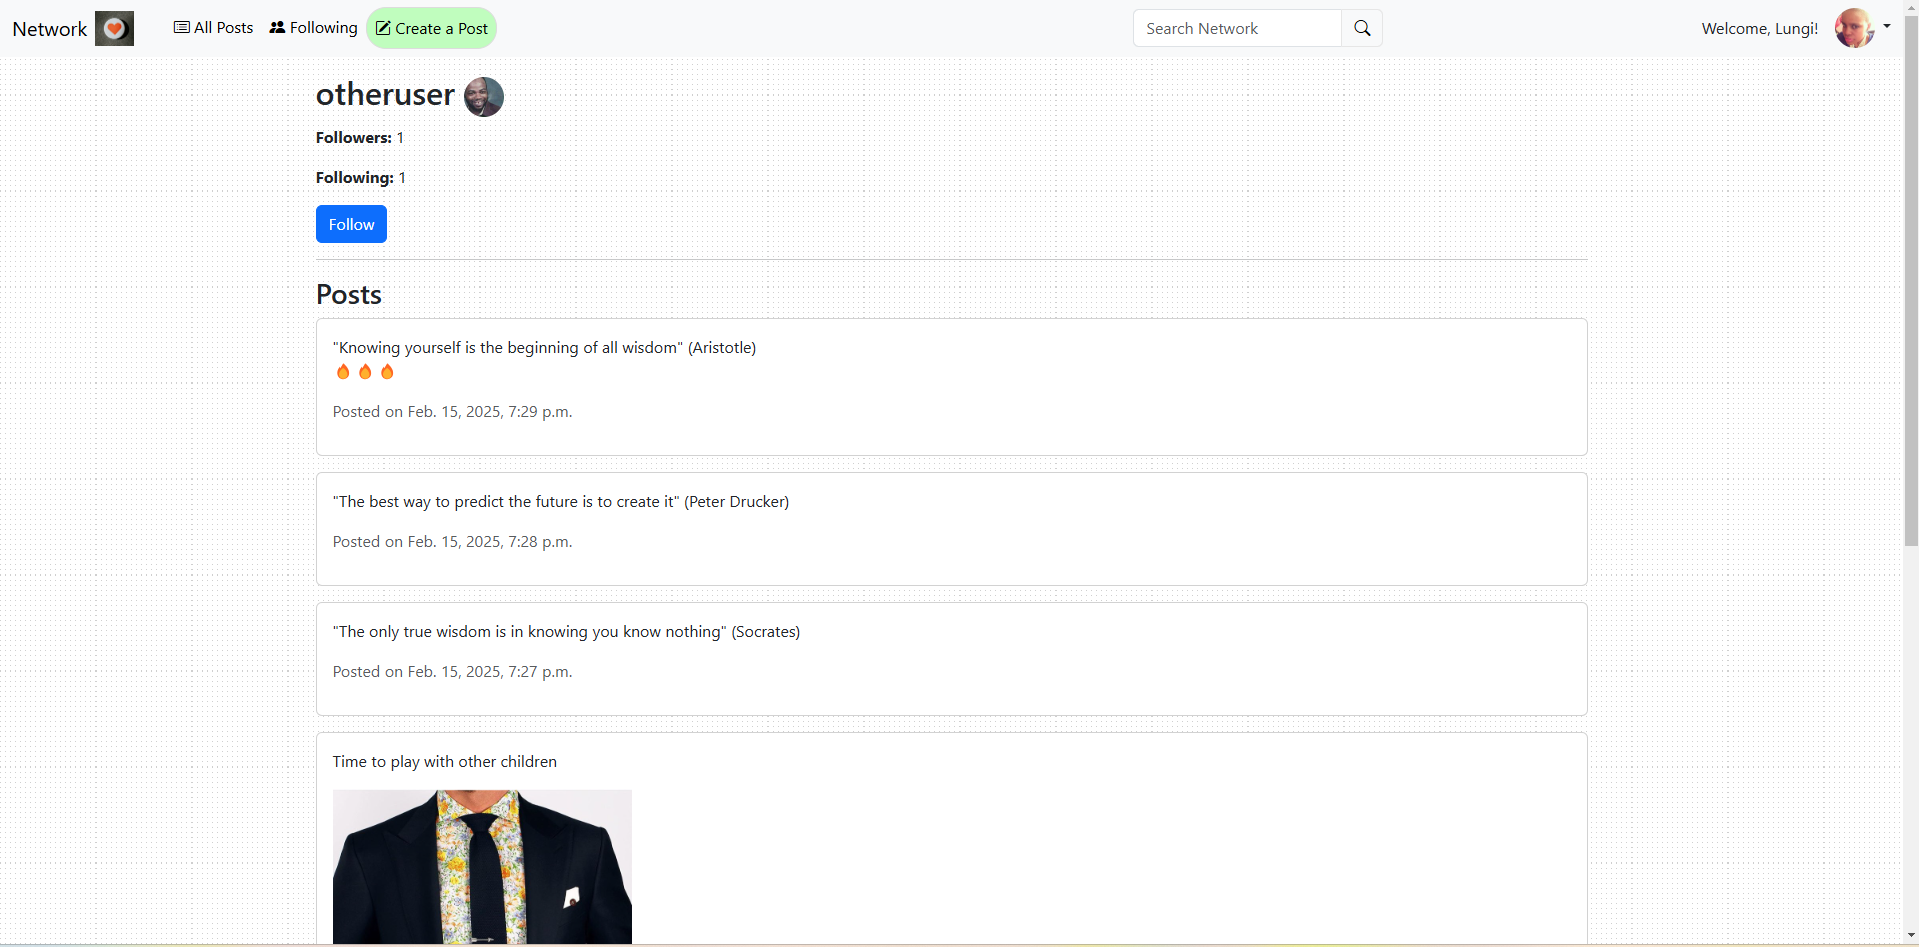 Network
All Posts
Following
Create a Post
Search Network
Welcome, Lungi!
otheruser
Followers: 1
Following: 1
Follow
Posts
"Knowing yourself is the beginning of all wisdom" (Aristotle)
🔥 🔥 🔥
Posted on Feb. 15, 2025, 7:29 p.m.
"The best way to predict the future is to create it" (Peter Drucker)
Posted on Feb. 15, 2025, 7:28 p.m.
"The only true wisdom is in knowing you know nothing" (Socrates)
Posted on Feb. 15, 2025, 7:27 p.m.
Time to play with other children